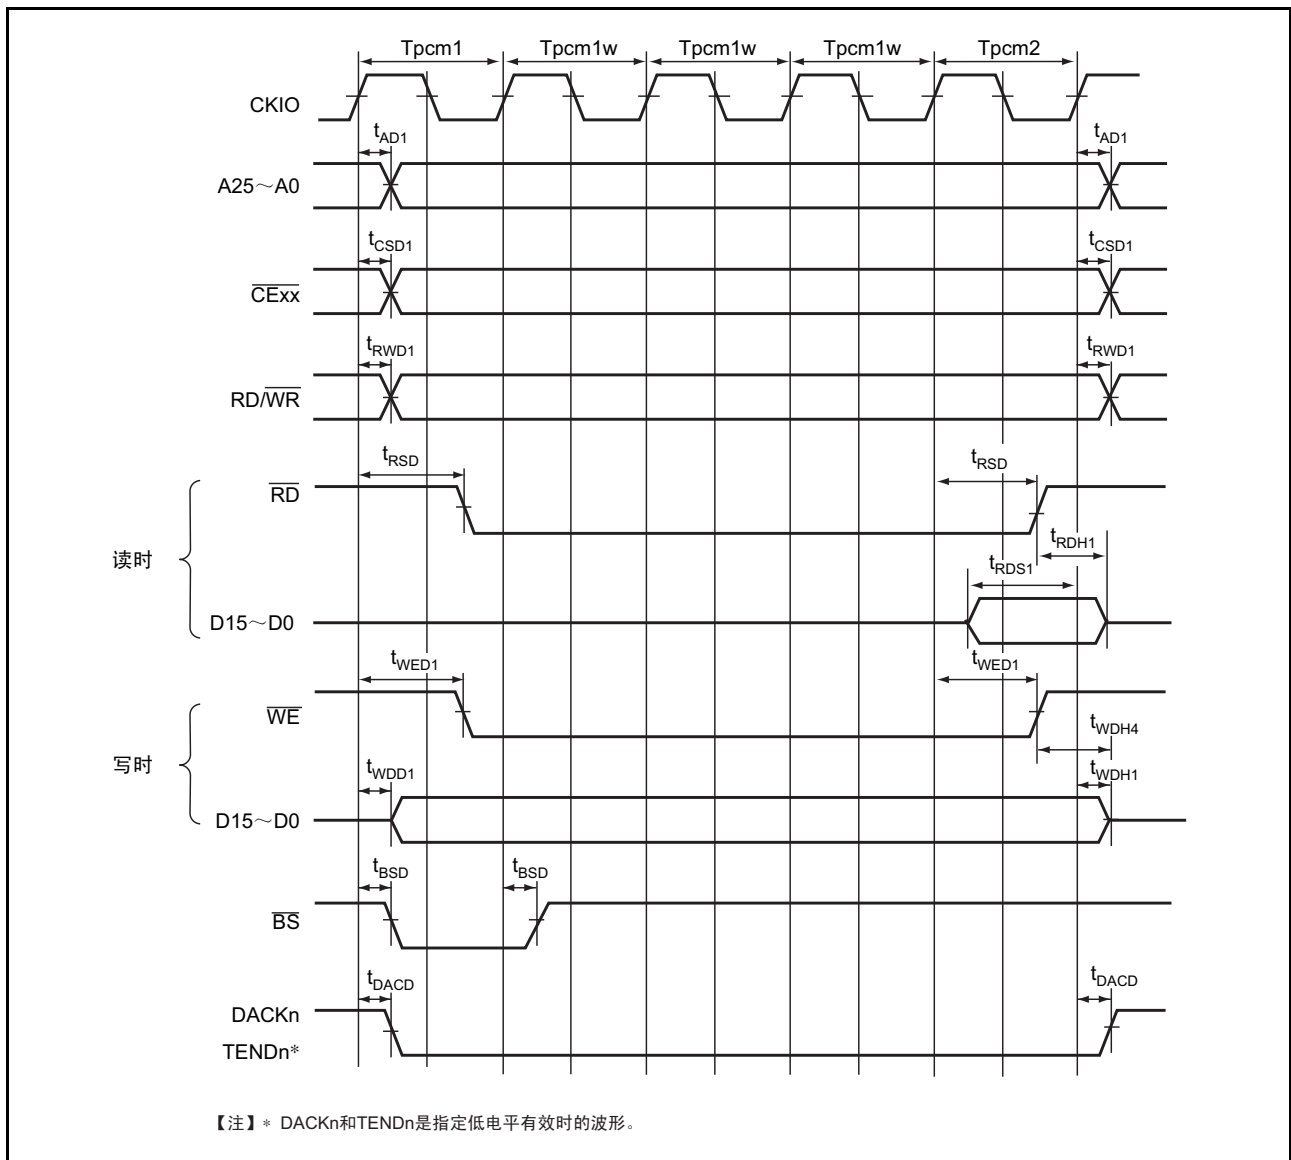 Tpcm1 Tpcm1w Tpcm1w Tpcm1w Tpcm2
CKIO
tAD1 tAD1
A25～A0
tCSD1 tCSD1
CExx
tRWD1 tRWD1
RD/WR
tRSD tRSD
RD
tRDH1
读时
tRDS1
D15～D0
tWED1 tWED1
WE
tWDH4
写时
tWDD1 tWDH1
D15～D0
tBSD tBSD
BS
tDACD tDACD
DACKn
TENDn*
【注】* DACKn和TENDn是指定低电平有效时的波形。